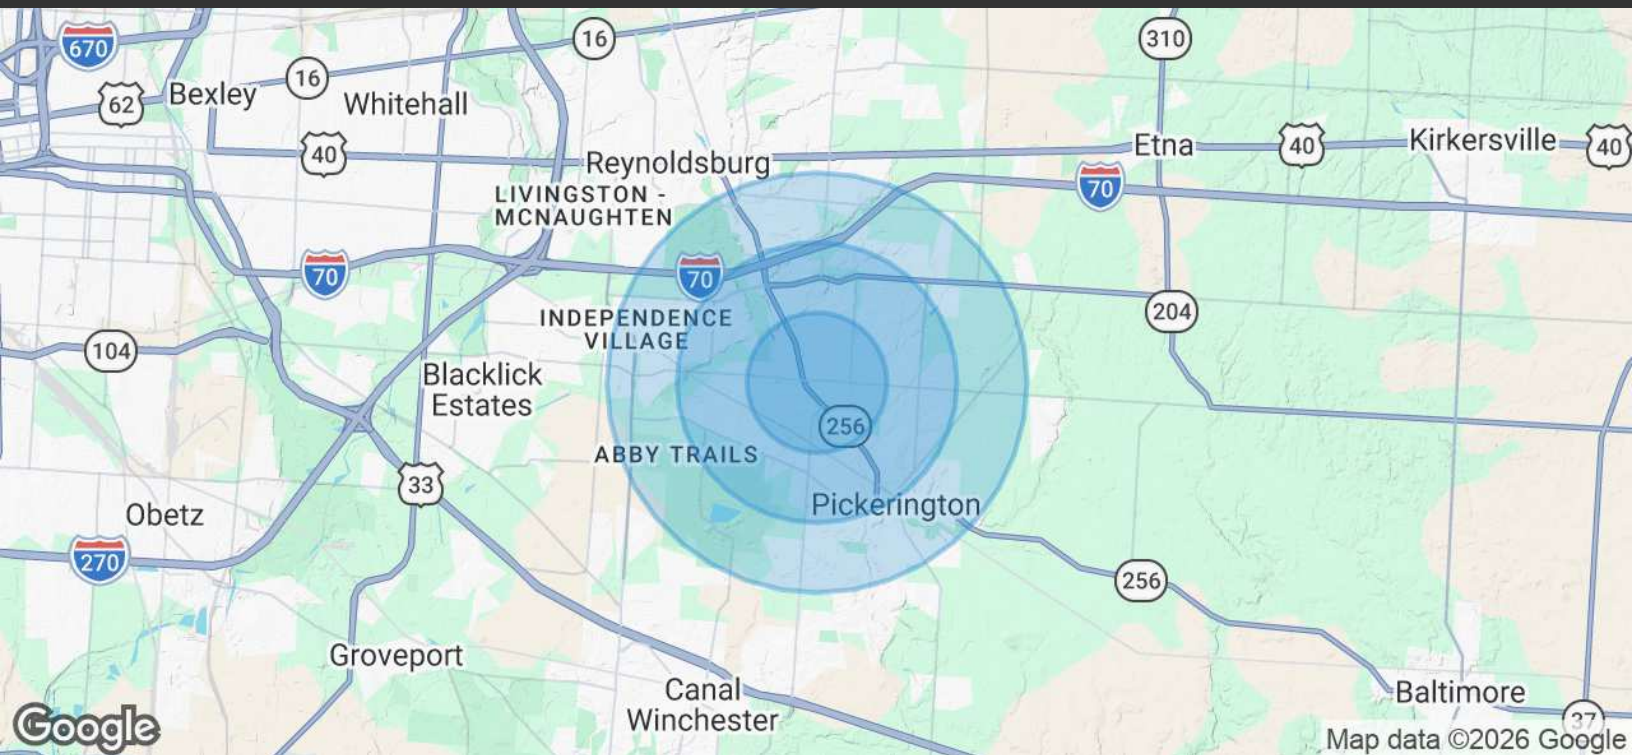 670
16
310
62
Bexley
16
Whitehall
40
Reynoldsburg
Etna
40
Kirkersville
40
LIVINGSTON -
MCNAUGHTEN
70
70
70
INDEPENDENCE
VILLAGE
204
104
Blacklick
Estates
256
ABBY TRAILS
33
Pickerington
Obetz
270
256
Groveport
Canal
Winchester
Baltimore
37
Google
Map data ©2026 Google